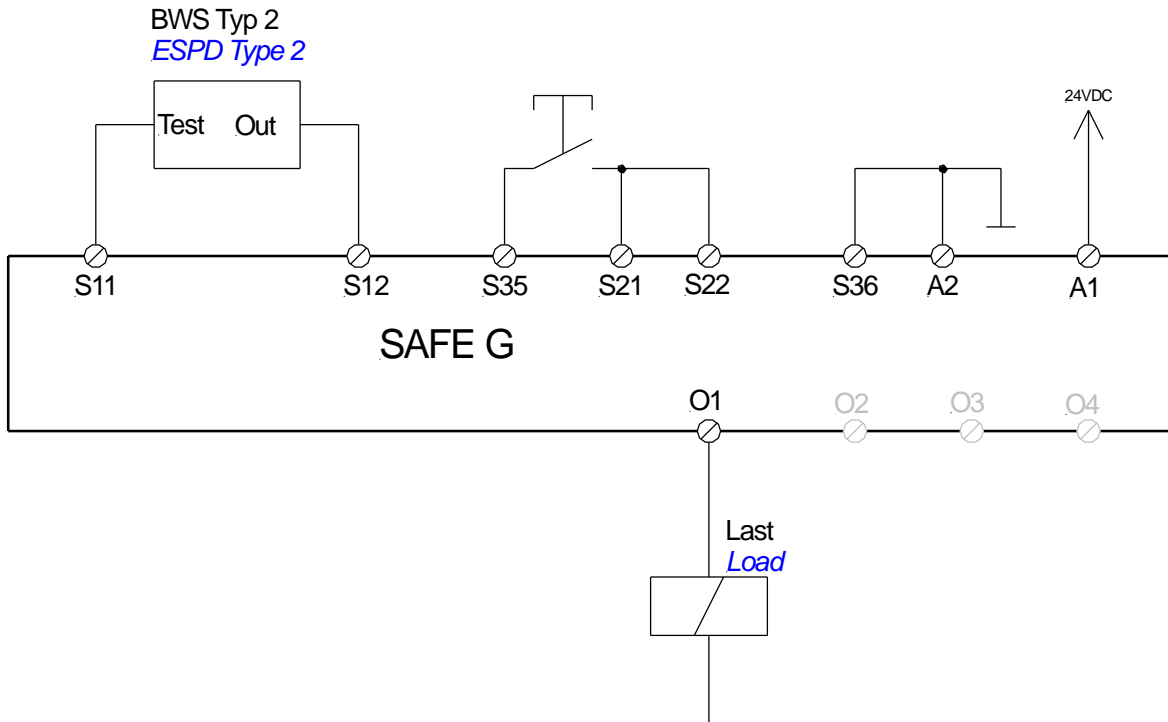 BWS Typ 2
ESPD Type 2
24VDC
Test Out
S11 S12 S35 S21 S22 S36 A2 A1
SAFE G
O1 O2 O3 O4
Last
Load